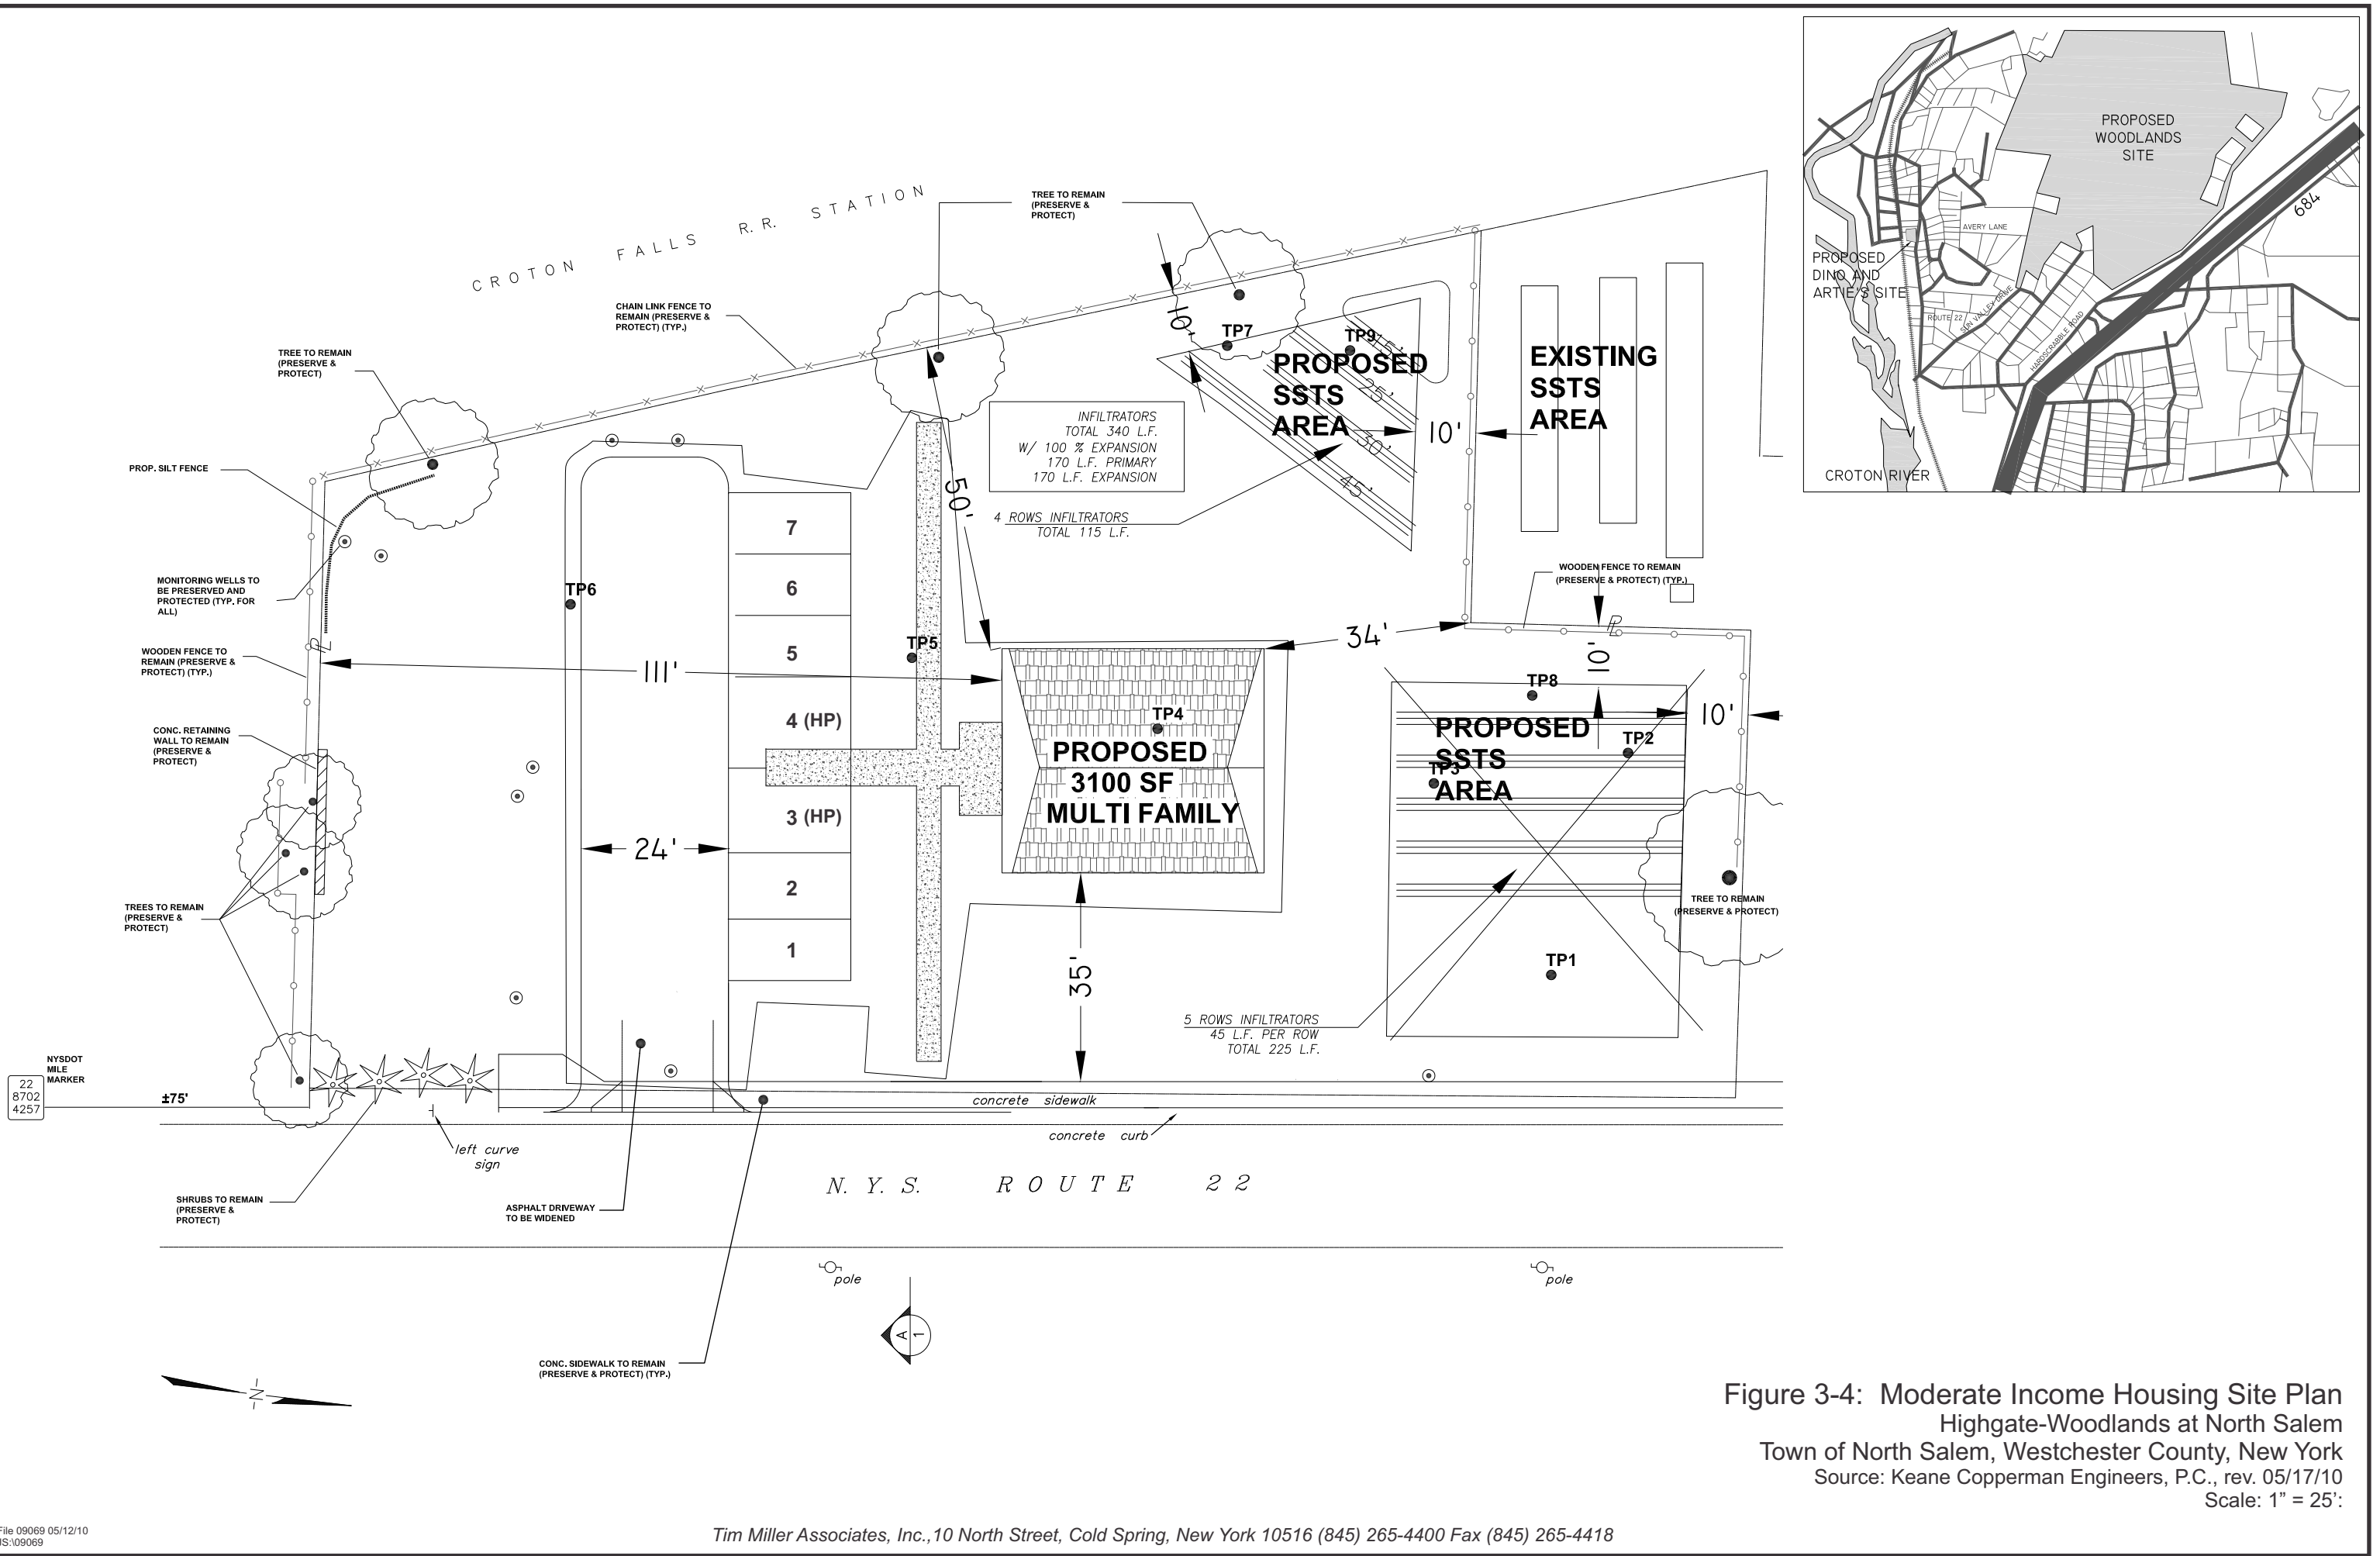 CROTON FALLS R.R. STATION
TREE TO REMAIN
(PRESERVE &
PROTECT)
CHAIN LINK FENCE TO
REMAIN (PRESERVE &
PROTECT) (TYP.)
TREE TO REMAIN
(PRESERVE &
PROTECT)
PROP. SILT FENCE
MONITORING WELLS TO
BE PRESERVED AND
PROTECTED (TYP. FOR
ALL)
WOODEN FENCE TO
REMAIN (PRESERVE &
PROTECT) (TYP.)
CONC. RETAINING
WALL TO REMAIN
(PRESERVE &
PROTECT)
TREES TO REMAIN
(PRESERVE &
PROTECT)
NYSDOT
MILE
MARKER
22
8702
4257
±75'
SHRUBS TO REMAIN
(PRESERVE &
PROTECT)
left curve
sign
ASPHALT DRIVEWAY
TO BE WIDENED
CONC. SIDEWALK TO REMAIN
(PRESERVE & PROTECT) (TYP.)
INFILTRATORS
TOTAL 340 L.F.
W/ 100 % EXPANSION
170 L.F. PRIMARY
170 L.F. EXPANSION
4 ROWS INFILTRATORS
TOTAL 115 L.F.
10'
TP7
TP9
PROPOSED
SSTS
AREA
15'
25'
30'
45'
10'
EXISTING
SSTS
AREA
50'
7
6
5
4 (HP)
3 (HP)
2
1
TP6
TP5
111'
24'
PL
TP4
PROPOSED
3100 SF
MULTI FAMILY
34'
35'
WOODEN FENCE TO REMAIN
(PRESERVE & PROTECT) (TYP.)
PL
10'
TP8
10'
PROPOSED
SSTS
AREA
TP2
TP3
TREE TO REMAIN
(PRESERVE & PROTECT)
TP1
5 ROWS INFILTRATORS
45 L.F. PER ROW
TOTAL 225 L.F.
concrete sidewalk
concrete curb
N. Y. S. ROUTE 22
pole
pole
A
1
N
PROPOSED
WOODLANDS
SITE
684
AVERY LANE
PROPOSED
DINO AND
ARTIE'S SITE
ROUTE 22
SUN VALLEY DRIVE
HARDSCRABBLE ROAD
CROTON RIVER
Figure 3-4: Moderate Income Housing Site Plan
Highgate-Woodlands at North Salem
Town of North Salem, Westchester County, New York
Source: Keane Copperman Engineers, P.C., rev. 05/17/10
Scale: 1” = 25’:
File 09069 05/12/10
JS:\09069
Tim Miller Associates, Inc.,10 North Street, Cold Spring, New York 10516 (845) 265-4400 Fax (845) 265-4418